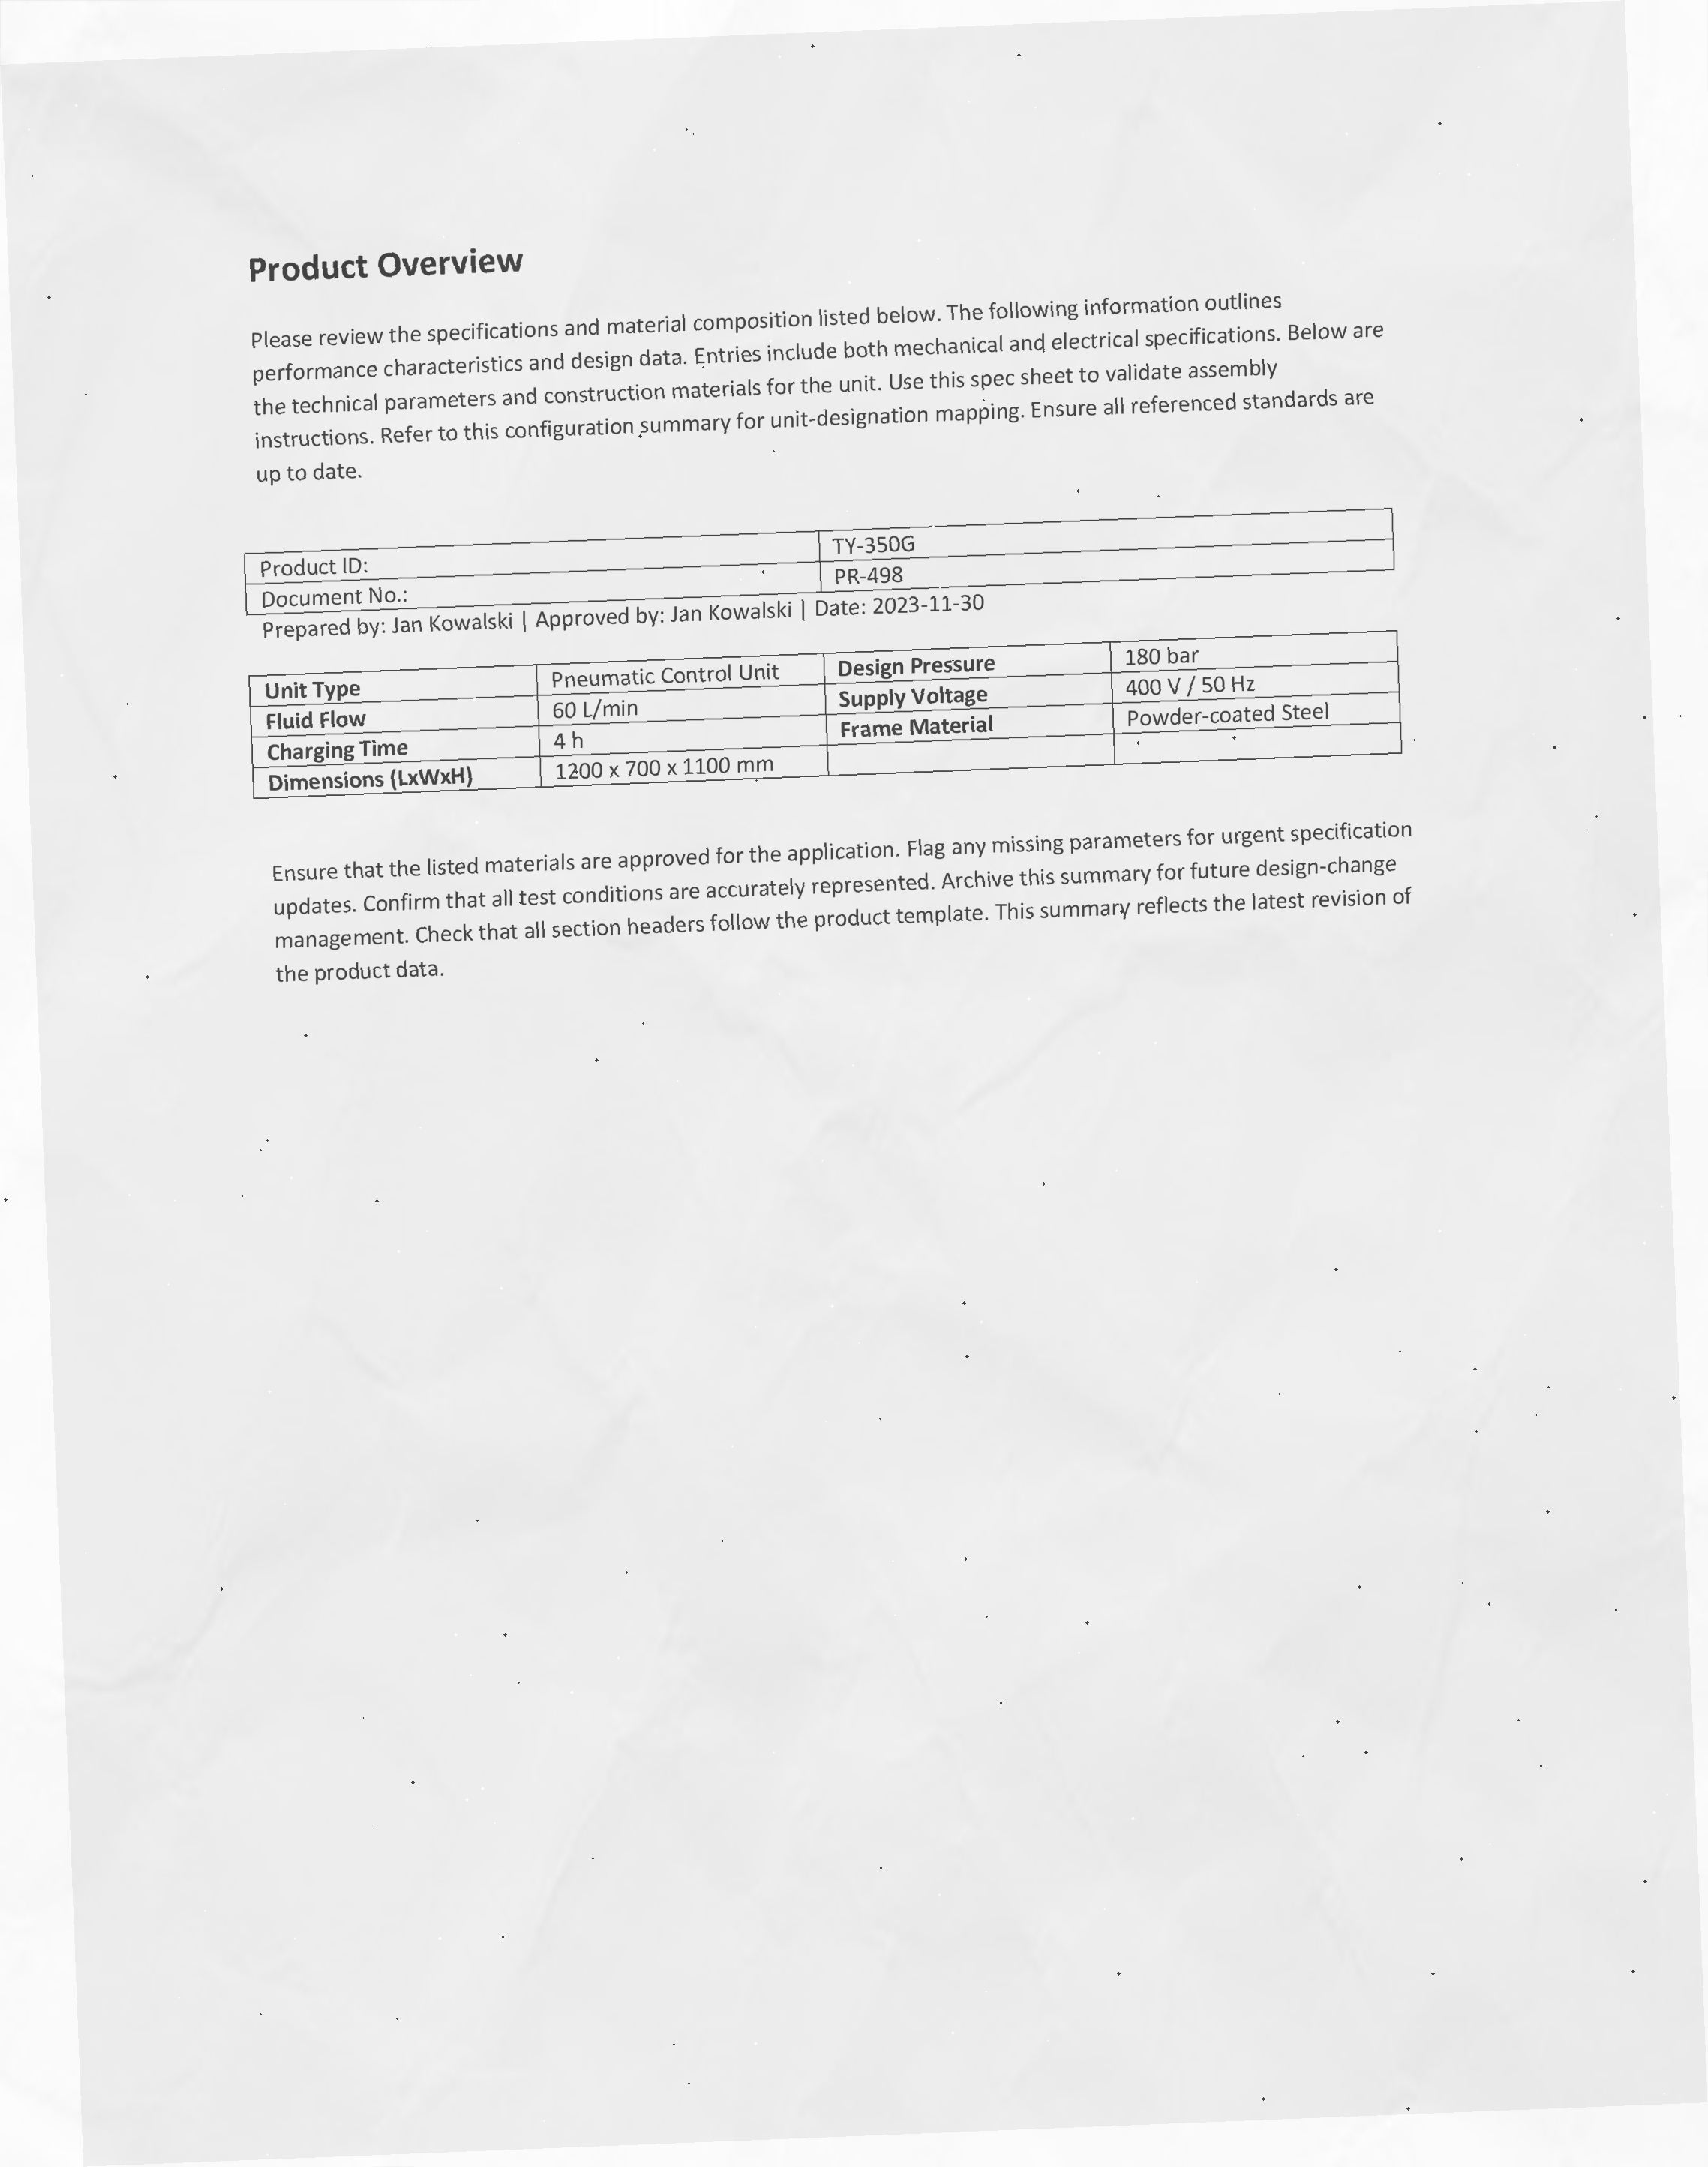 Product Overview
Please review the specifications and material composition listed below. The following information outlines
performance characteristics and design data. Entries include both mechanical and electrical specifications. Below are
the technical parameters and construction materials for the unit. Use this spec sheet to validate assembly
instructions. Refer to this configuration summary for unit-designation mapping. Ensure all referenced standards are
up to date.
Product ID: TY-350G
Document No.: PR-498
Prepared by: Jan Kowalski | Approved by: Jan Kowalski | Date: 2023-11-30
Unit Type Pneumatic Control Unit Design Pressure 180 bar
Fluid Flow 60 L/min Supply Voltage 400 V / 50 Hz
Charging Time 4 h Frame Material Powder-coated Steel
Dimensions (LxWxH) 1200 x 700 x 1100 mm
Ensure that the listed materials are approved for the application. Flag any missing parameters for urgent specification
updates. Confirm that all test conditions are accurately represented. Archive this summary for future design-change
management. Check that all section headers follow the product template. This summary reflects the latest revision of
the product data.